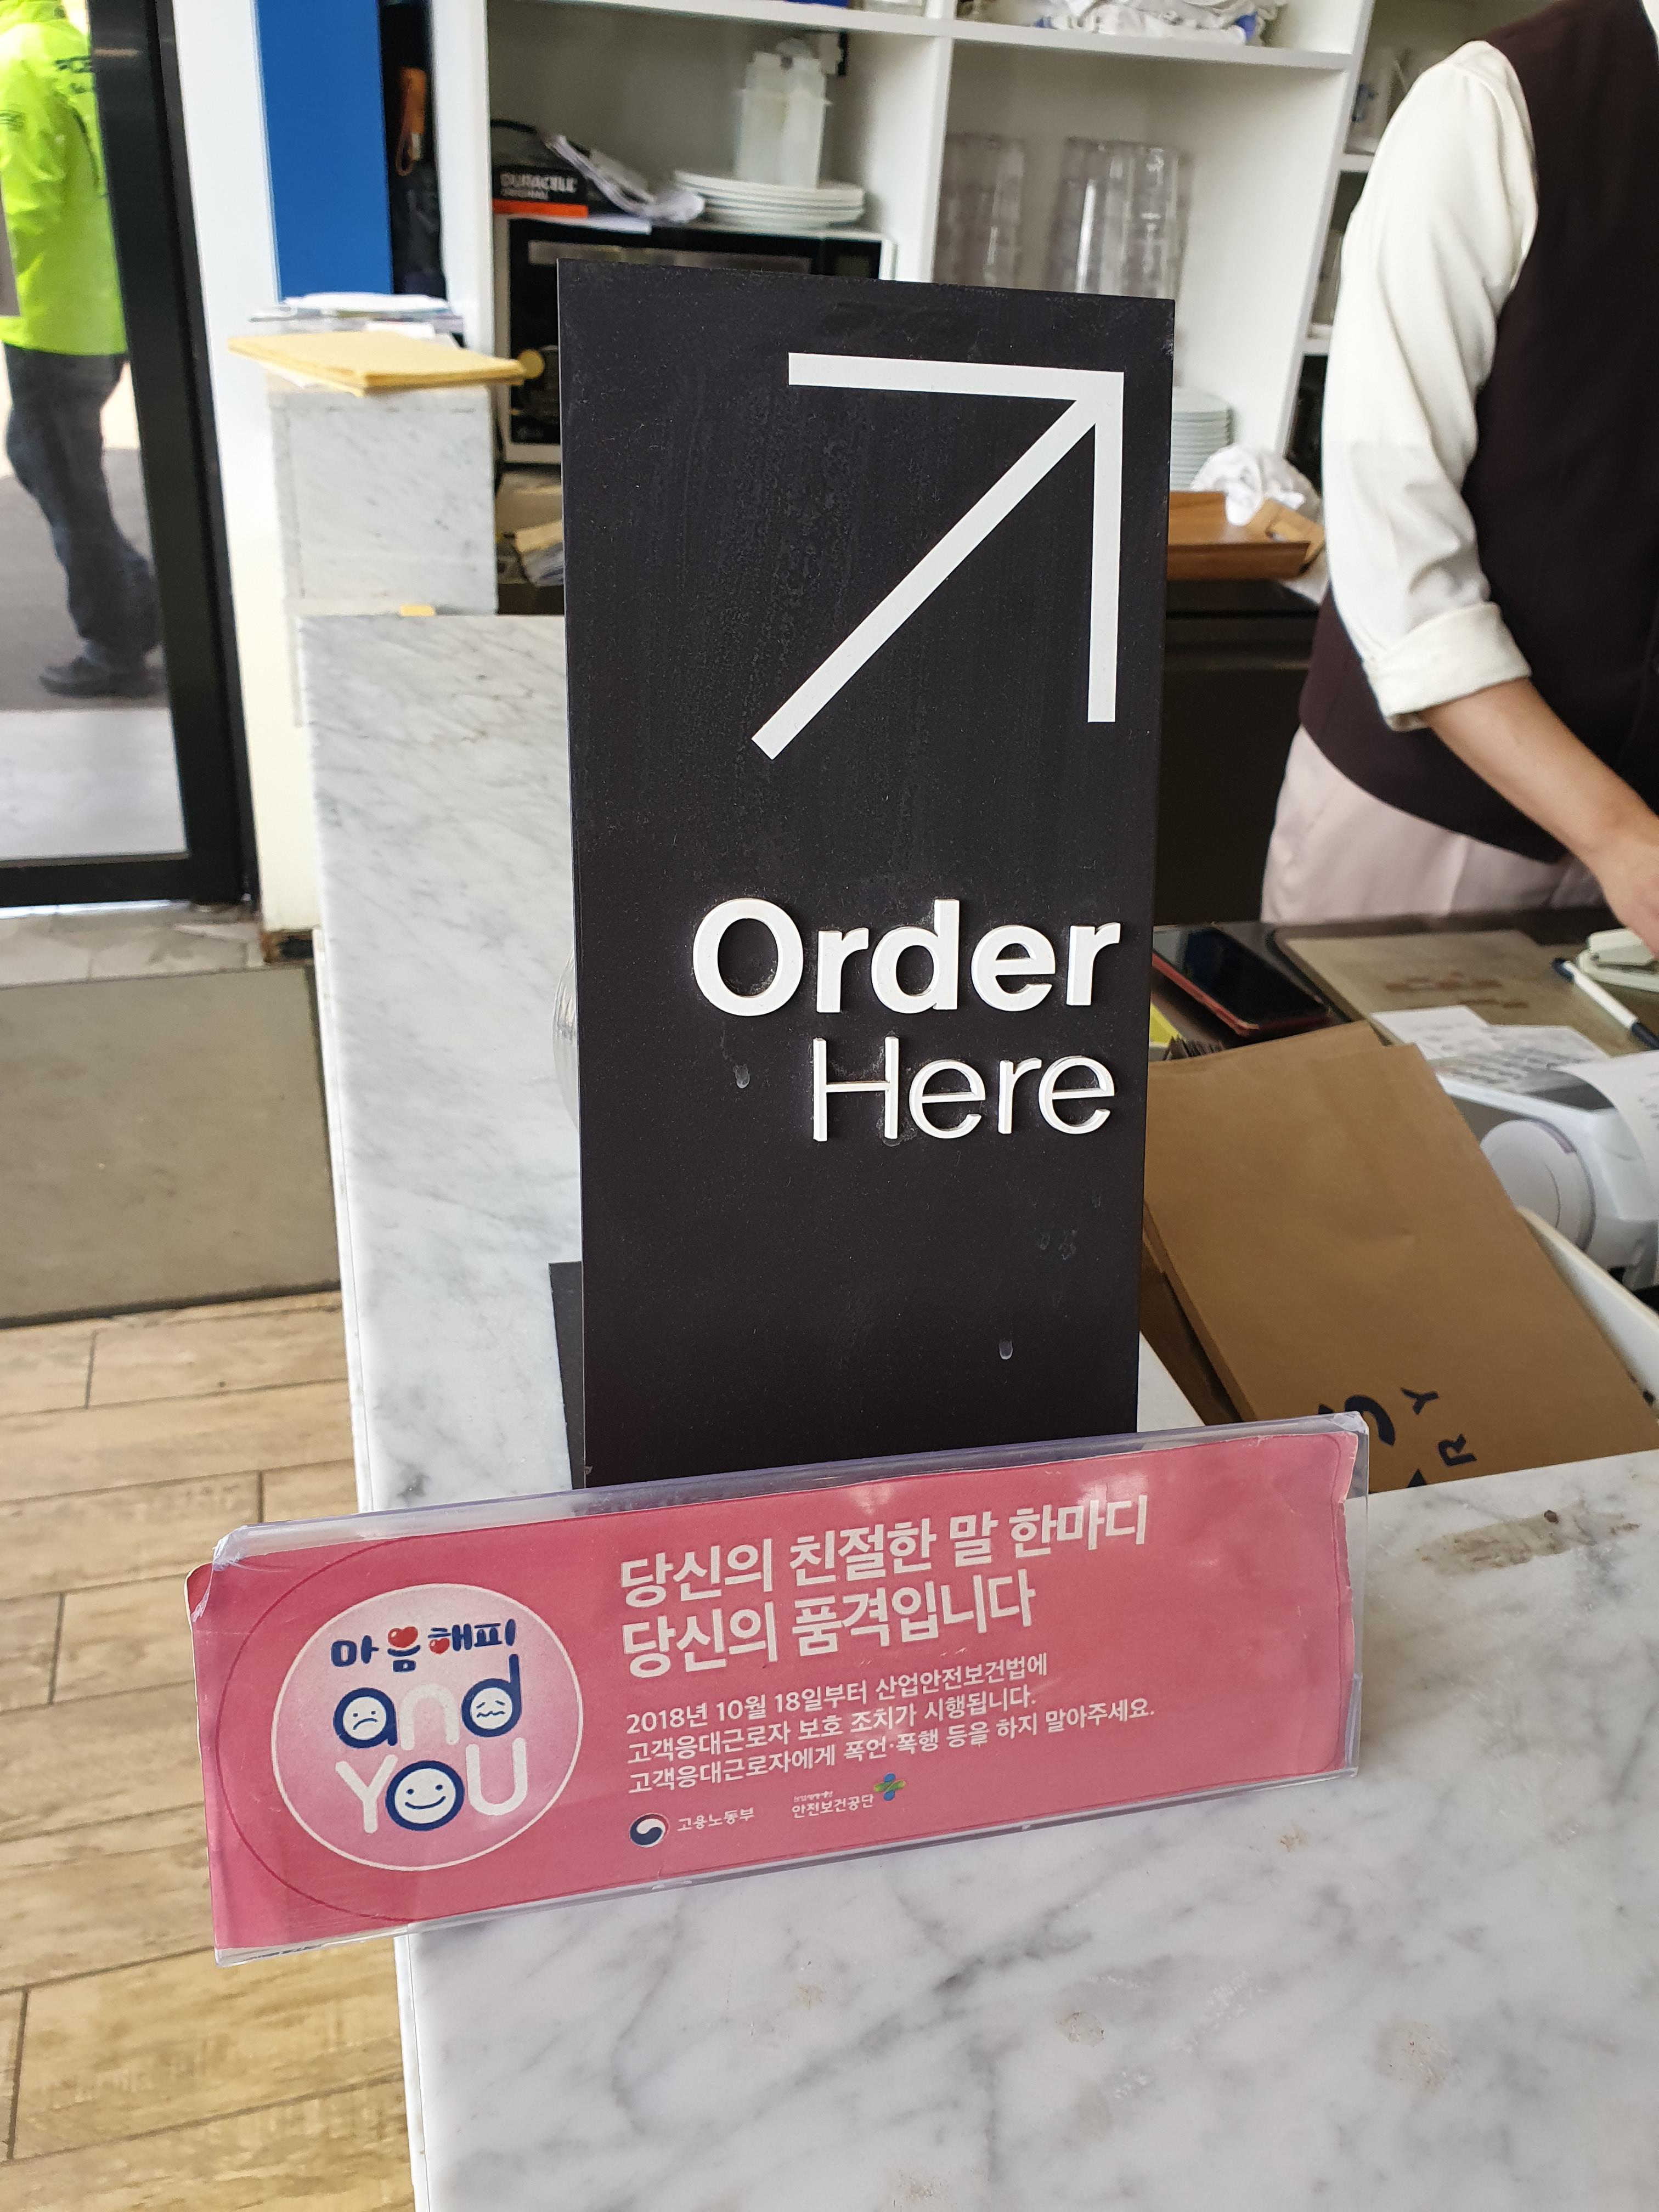 DURACELL
Order
Here
당신의 친절한 말 한마디
당신의 품격입니다
마음해피
and
YOU
2018년 10월 18일부터 산업안전보건법에
고객응대근로자 보호 조치가 시행됩니다.
고객응대근로자에게 폭언·폭행 등을 하지 말아주세요.
고용노동부
안전보건공단